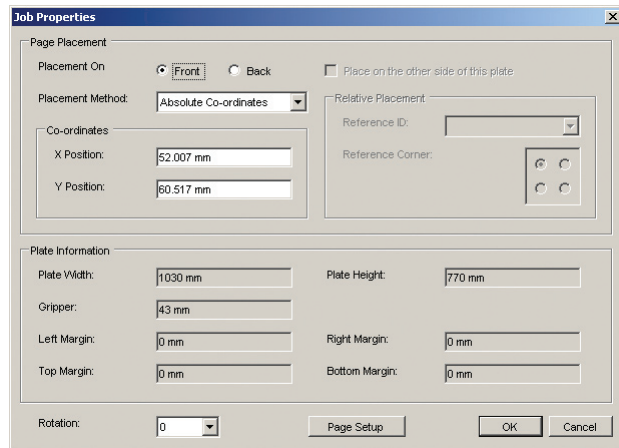 Job Properties
Page Placement
Placement On
Front
Back
Place on the other side of this plate
Placement Method:
Absolute Co-ordinates
Relative Placement
Reference ID:
Reference Corner:
Co-ordinates
X Position:
52.007 mm
Y Position:
60.517 mm
Plate Information
Plate Width:
1030 mm
Plate Height:
770 mm
Gripper:
43 mm
Left Margin:
0 mm
Right Margin:
0 mm
Top Margin:
0 mm
Bottom Margin:
0 mm
Rotation:
0
Page Setup
OK
Cancel